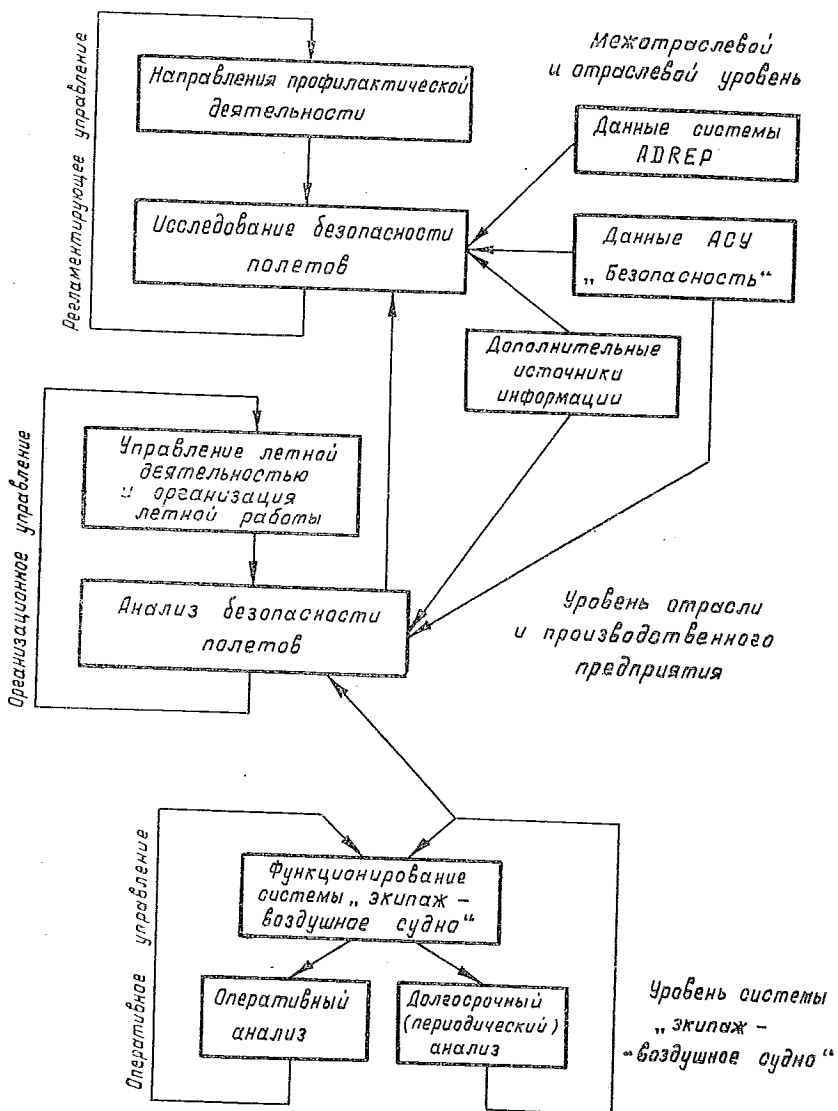 Регламентирующее управление
Направления профилактической
деятельности
Межотраслевой
и отраслевой уровень
Данные системы
ADREP
Исследование безопасности
полетов
Данные АСУ
„Безопасность“
Дополнительные
источники
информации
Организационное управление
Управление летной
деятельностью
и организация
летной работы
Анализ безопасности
полетов
Уровень отрасли
и производственного
предприятия
Оперативное управление
Функционирование
системы „экипаж –
воздушное судно“
Оперативный
анализ
Долгосрочный
(периодический)
анализ
Уровень системы
„экипаж –
“воздушное судно“